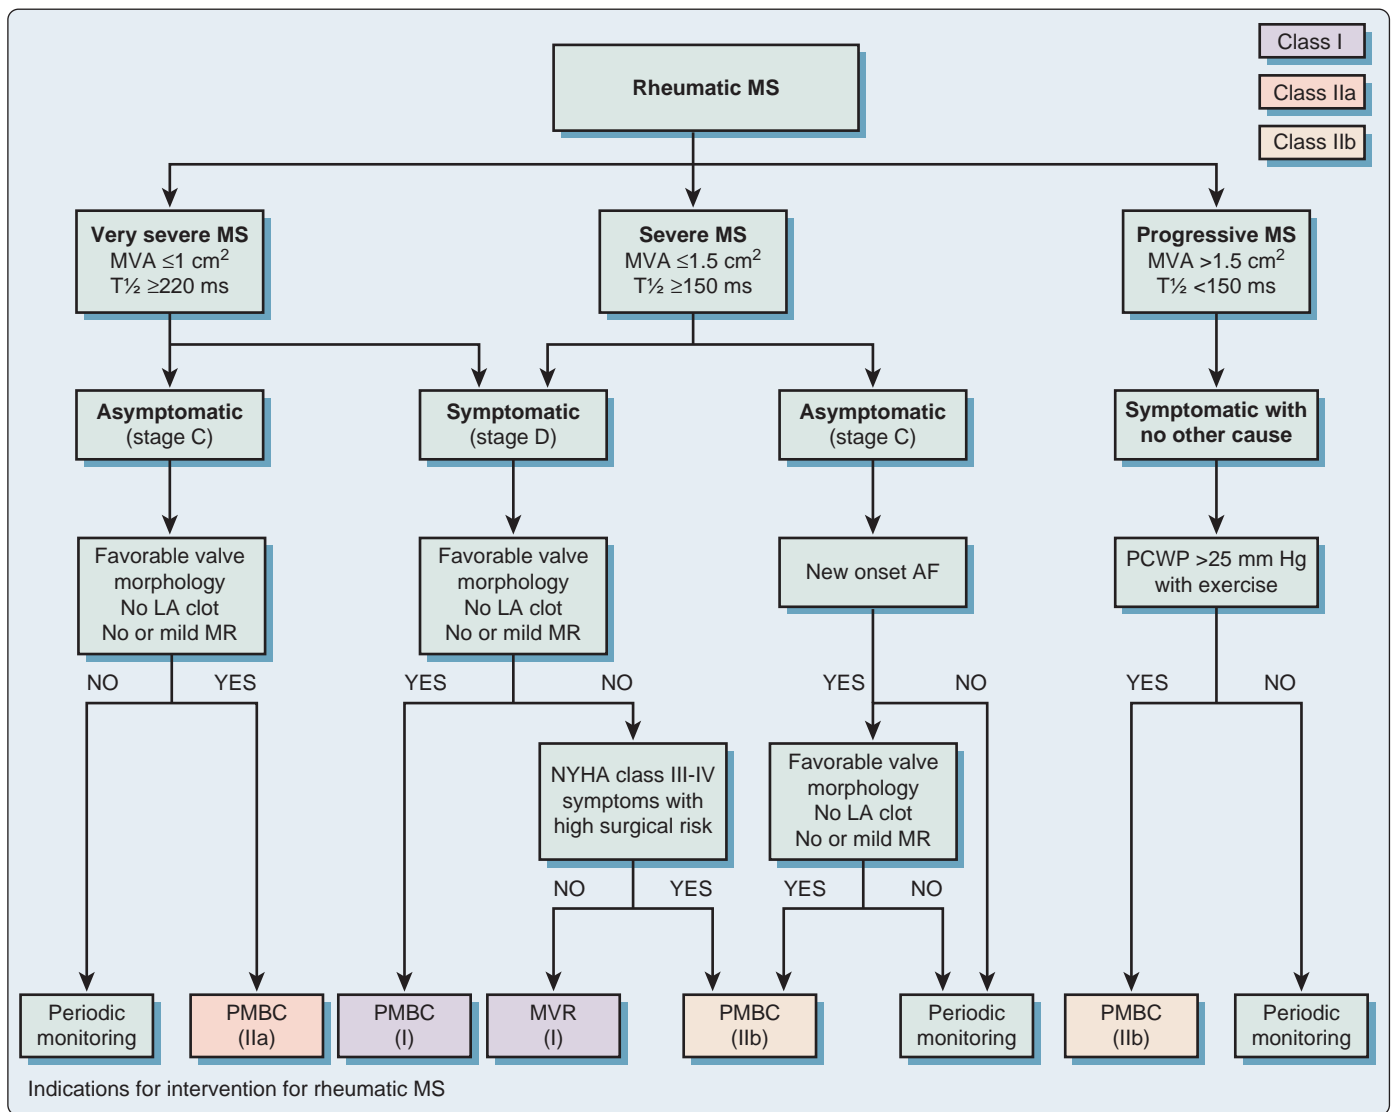 Class I
Class IIa
Class IIb
Rheumatic MS
Very severe MS
MVA ≤1 cm²
T½ ≥220 ms
Severe MS
MVA ≤1.5 cm²
T½ ≥150 ms
Progressive MS
MVA >1.5 cm²
T½ <150 ms
Asymptomatic
(stage C)
Symptomatic
(stage D)
Asymptomatic
(stage C)
Symptomatic with
no other cause
Favorable valve
morphology
No LA clot
No or mild MR
Favorable valve
morphology
No LA clot
No or mild MR
New onset AF
PCWP >25 mm Hg
with exercise
NO
YES
YES
NO
YES
NO
YES
NO
NYHA class III-IV
symptoms with
high surgical risk
Favorable valve
morphology
No LA clot
No or mild MR
NO
YES
YES
NO
Periodic
monitoring
PMBC
(IIa)
PMBC
(I)
MVR
(I)
PMBC
(IIb)
Periodic
monitoring
PMBC
(IIb)
Periodic
monitoring
Indications for intervention for rheumatic MS